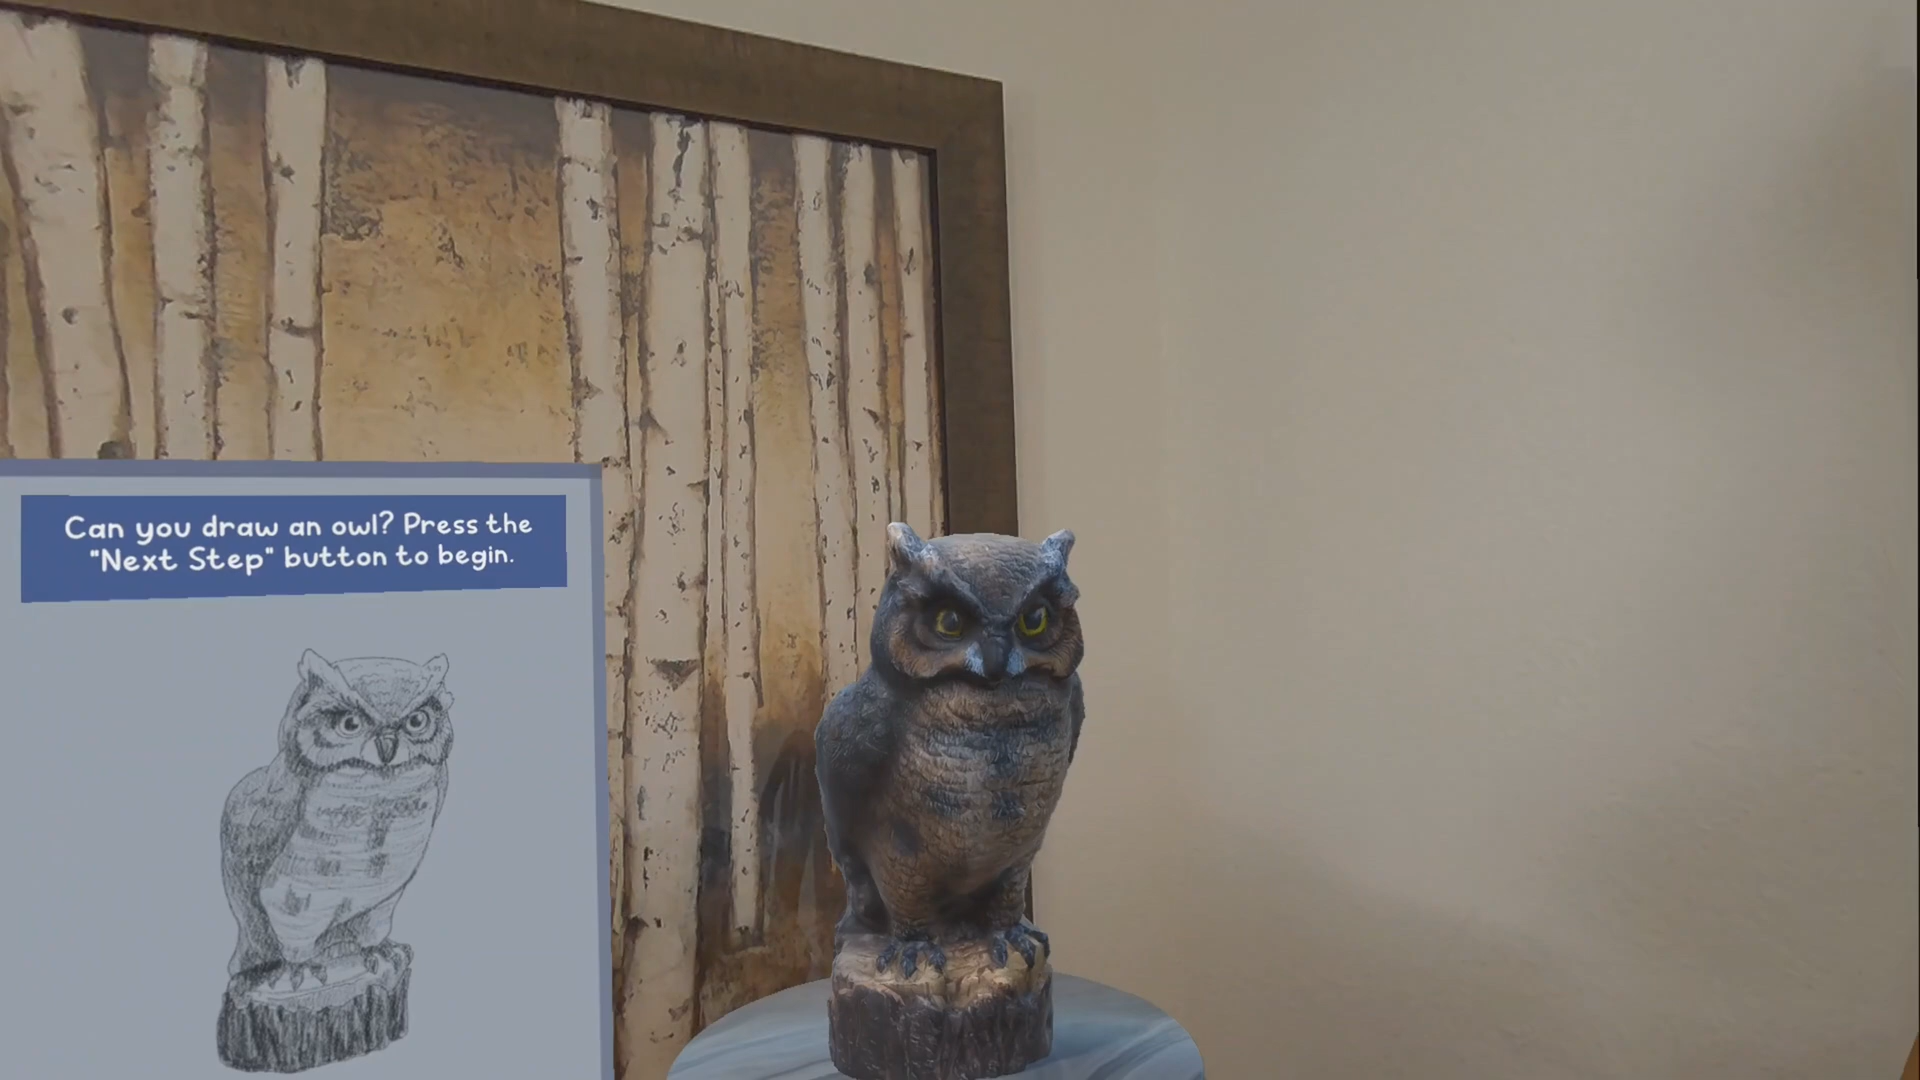 Can you draw an owl? Press the
"Next Step" button to begin.